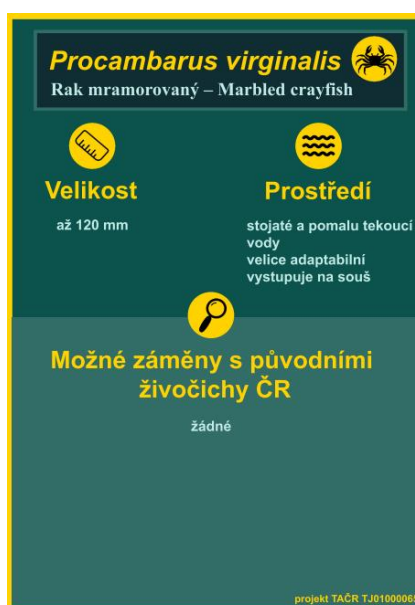 Procambarus virginalis
Rak mramorovaný – Marbled crayfish
Velikost
až 120 mm
Prostředí
stojaté a pomalu tekoucí
vody
velice adaptabilní
vystupuje na souš
Možné záměny s původními
živočichy ČR
žádné
projekt TAČR TJ01000069